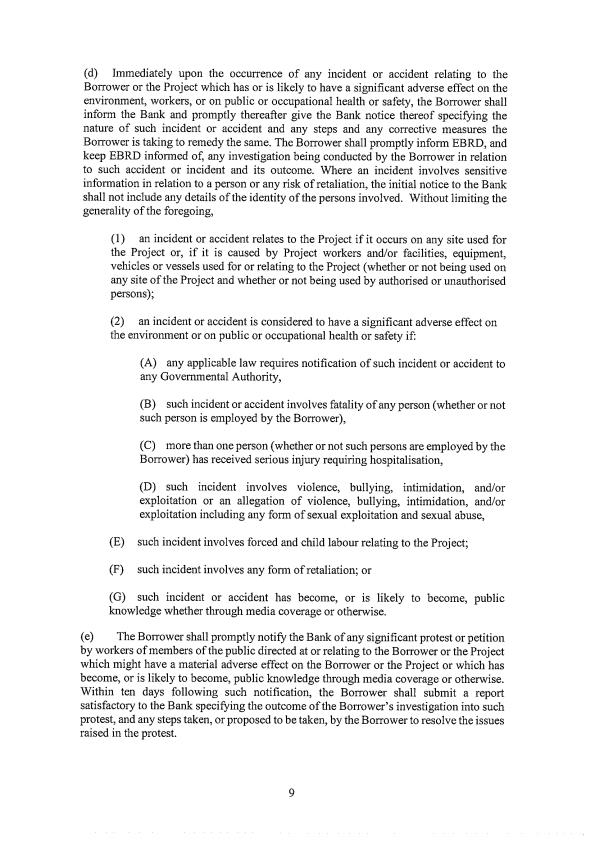 (d) Immediately upon the occurrence of any incident or accident relating to the
Borrower or the Project which has or is likely to have a significant adverse effect on the
environment, workers, or on public or occupational health or safety, the Borrower shall
inform the Bank and promptly thereafter give the Bank notice thereof specifying the
nature of such incident or accident and any steps and any corrective measures the
Borrower is taking to remedy the same. The Borrower shall promptly inform EBRD, and
keep EBRD informed of, any investigation being conducted by the Borrower in relation
to such accident or incident and its outcome. Where an incident involves sensitive
information in relation to a person or any risk of retaliation, the initial notice to the Bank
shall not include any details of the identity of the persons involved. Without limiting the
generality of the foregoing,
(1) an incident or accident relates to the Project if it occurs on any site used for
the Project or, if it is caused by Project workers and/or facilities, equipment,
vehicles or vessels used for or relating to the Project (whether or not being used on
any site of the Project and whether or not being used by authorised or unauthorised
persons);
(2) an incident or accident is considered to have a significant adverse effect on
the environment or on public or occupational health or safety if:
(A) any applicable law requires notification of such incident or accident to
any Governmental Authority,
(B) such incident or accident involves fatality of any person (whether or not
such person is employed by the Borrower),
(C) more than one person (whether or not such persons are employed by the
Borrower) has received serious injury requiring hospitalisation,
(D) such incident involves violence, bullying, intimidation, and/or
exploitation or an allegation of violence, bullying, intimidation, and/or
exploitation including any form of sexual exploitation and sexual abuse,
(E) such incident involves forced and child labour relating to the Project;
(F) such incident involves any form of retaliation; or
(G) such incident or accident has become, or is likely to become, public
knowledge whether through media coverage or otherwise.
(e) The Borrower shall promptly notify the Bank of any significant protest or petition
by workers of members of the public directed at or relating to the Borrower or the Project
which might have a material adverse effect on the Borrower or the Project or which has
become, or is likely to become, public knowledge through media coverage or otherwise.
Within ten days following such notification, the Borrower shall submit a report
satisfactory to the Bank specifying the outcome of the Borrower's investigation into such
protest, and any steps taken, or proposed to be taken, by the Borrower to resolve the issues
raised in the protest.
9